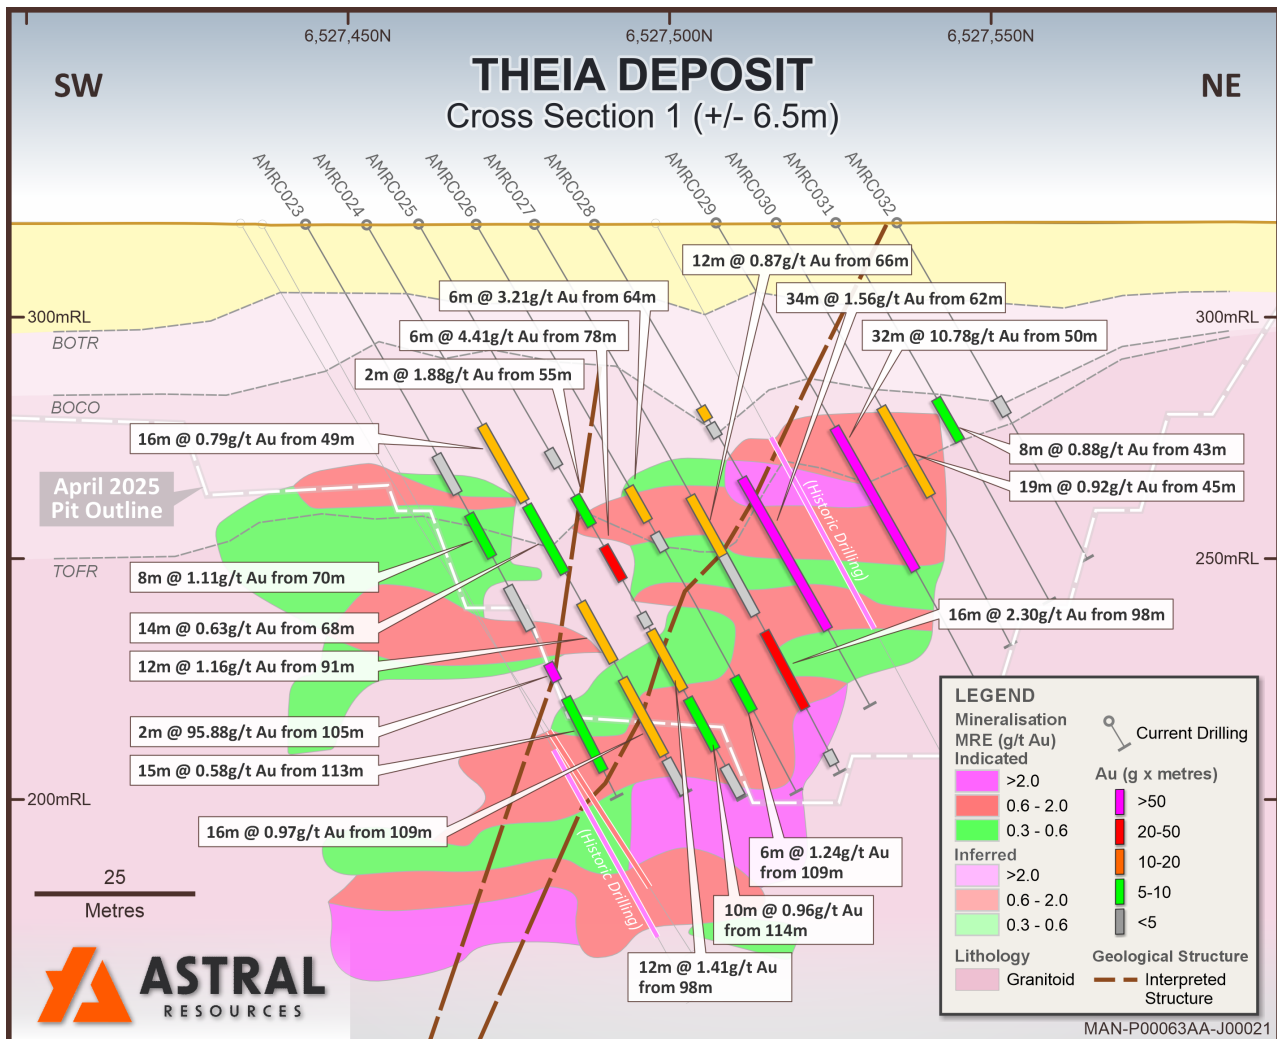 6,527,450N
6,527,500N
6,527,550N
SW
THEIA DEPOSIT
NE
Cross Section 1 (+/- 6.5m)
AMRC023
AMRC024
AMRC025
AMRC026
AMRC027
AMRC028
AMRC029
AMRC030
AMRC031
AMRC032
12m @ 0.87g/t Au from 66m
6m @ 3.21g/t Au from 64m
34m @ 1.56g/t Au from 62m
300mRL
300mRL
6m @ 4.41g/t Au from 78m
32m @ 10.78g/t Au from 50m
BOTR
2m @ 1.88g/t Au from 55m
BOCO
16m @ 0.79g/t Au from 49m
8m @ 0.88g/t Au from 43m
April 2025
Pit Outline
19m @ 0.92g/t Au from 45m
(Historic Drilling)
250mRL
TOFR
8m @ 1.11g/t Au from 70m
16m @ 2.30g/t Au from 98m
14m @ 0.63g/t Au from 68m
12m @ 1.16g/t Au from 91m
2m @ 95.88g/t Au from 105m
15m @ 0.58g/t Au from 113m
200mRL
16m @ 0.97g/t Au from 109m
(Historic Drilling)
6m @ 1.24g/t Au
from 109m
10m @ 0.96g/t Au
from 114m
12m @ 1.41g/t Au
from 98m
25
Metres
ASTRAL
RESOURCES
LEGEND
Mineralisation
MRE (g/t Au)
Indicated
>2.0
0.6 - 2.0
0.3 - 0.6
Inferred
>2.0
0.6 - 2.0
0.3 - 0.6
Lithology
Granitoid
Current Drilling
Au (g x metres)
>50
20-50
10-20
5-10
<5
Geological Structure
Interpreted
Structure
MAN-P00063AA-J00021